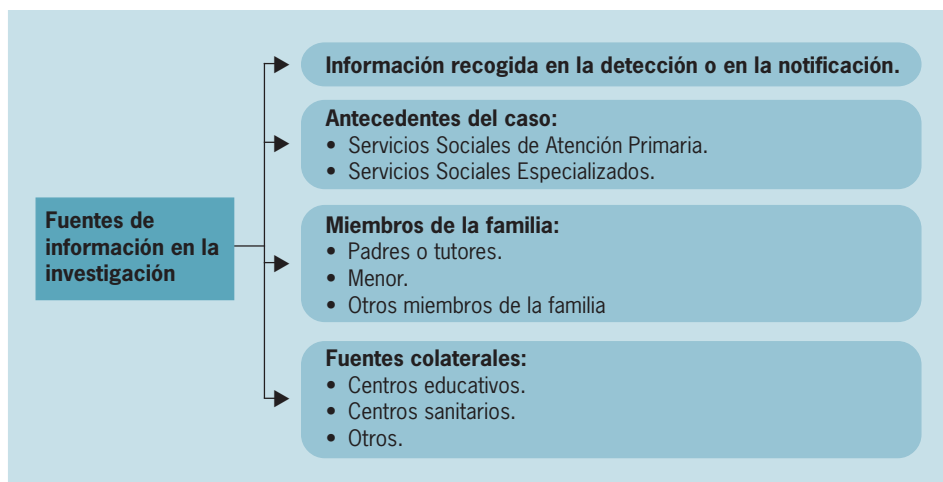 Fuentes de
información en la
investigación
Información recogida en la detección o en la notificación.
Antecedentes del caso:
• Servicios Sociales de Atención Primaria.
• Servicios Sociales Especializados.
Miembros de la familia:
• Padres o tutores.
• Menor.
• Otros miembros de la familia
Fuentes colaterales:
• Centros educativos.
• Centros sanitarios.
• Otros.